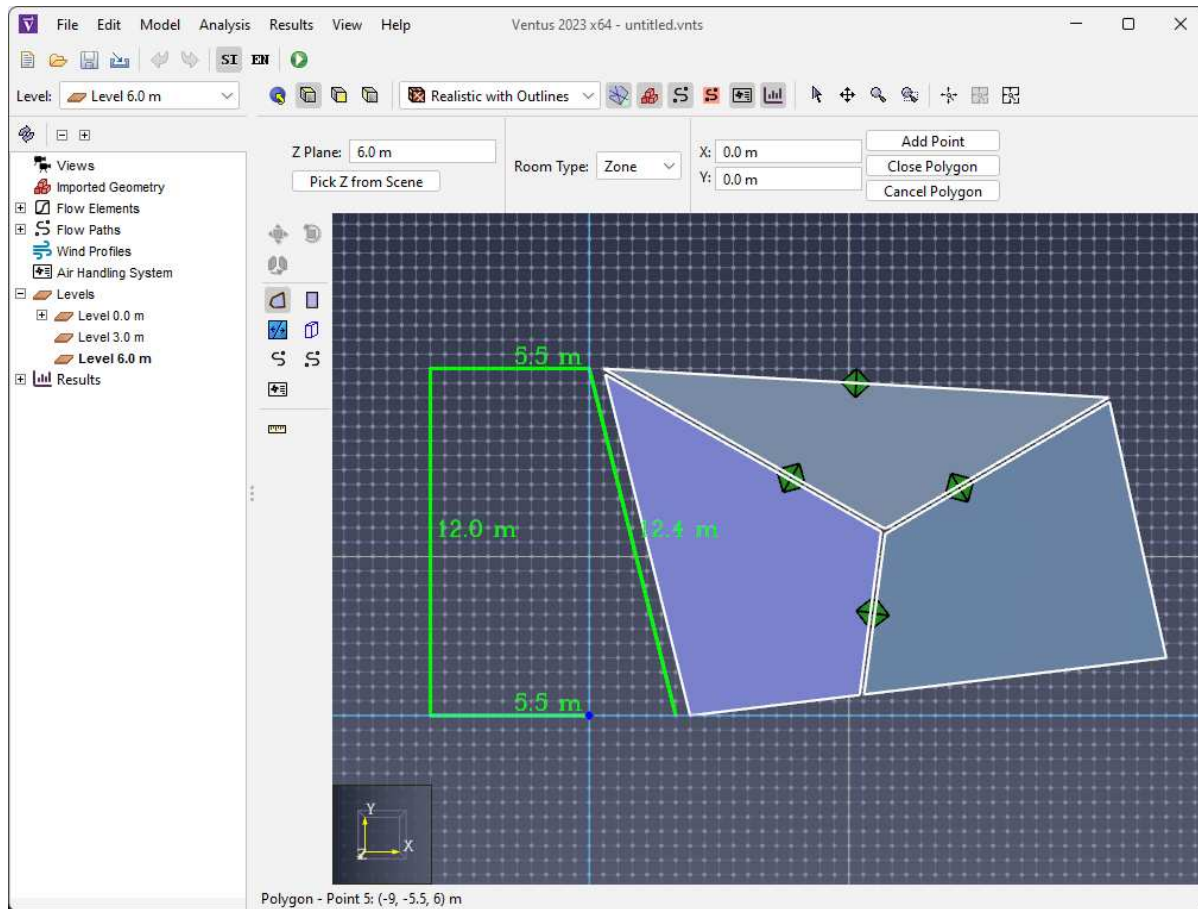 File Edit Model Analysis Results View Help Ventus 2023 x64 - untitled.vnts
SI EN
Level: Level 6.0 m Realistic with Outlines
Z Plane: 6.0 m
Pick Z from Scene
Room Type: Zone
X: 0.0 m
Y: 0.0 m
Add Point
Close Polygon
Cancel Polygon
Views
Imported Geometry
Flow Elements
Flow Paths
Wind Profiles
Air Handling System
Levels
Level 0.0 m
Level 3.0 m
Level 6.0 m
Results
5.5 m
12.0 m
12.4 m
5.5 m
Y
X
Z
Polygon - Point 5: (-9, -5.5, 6) m